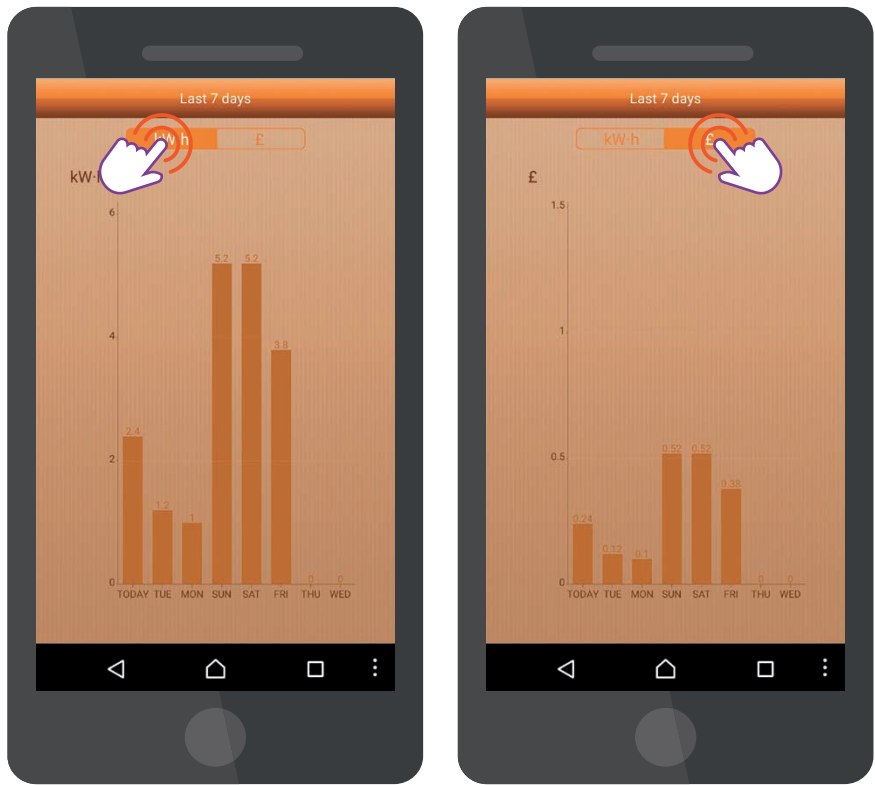 Last 7 days
kW·h £
kW·h
6
4
2
0
2.4 1.2 1 5.2 5.2 3.8 0 0
TODAY TUE MON SUN SAT FRI THU WED
Last 7 days
kW·h £
£
1.5
1
0.5
0
0.24 0.12 0.1 0.52 0.52 0.38 0 0
TODAY TUE MON SUN SAT FRI THU WED